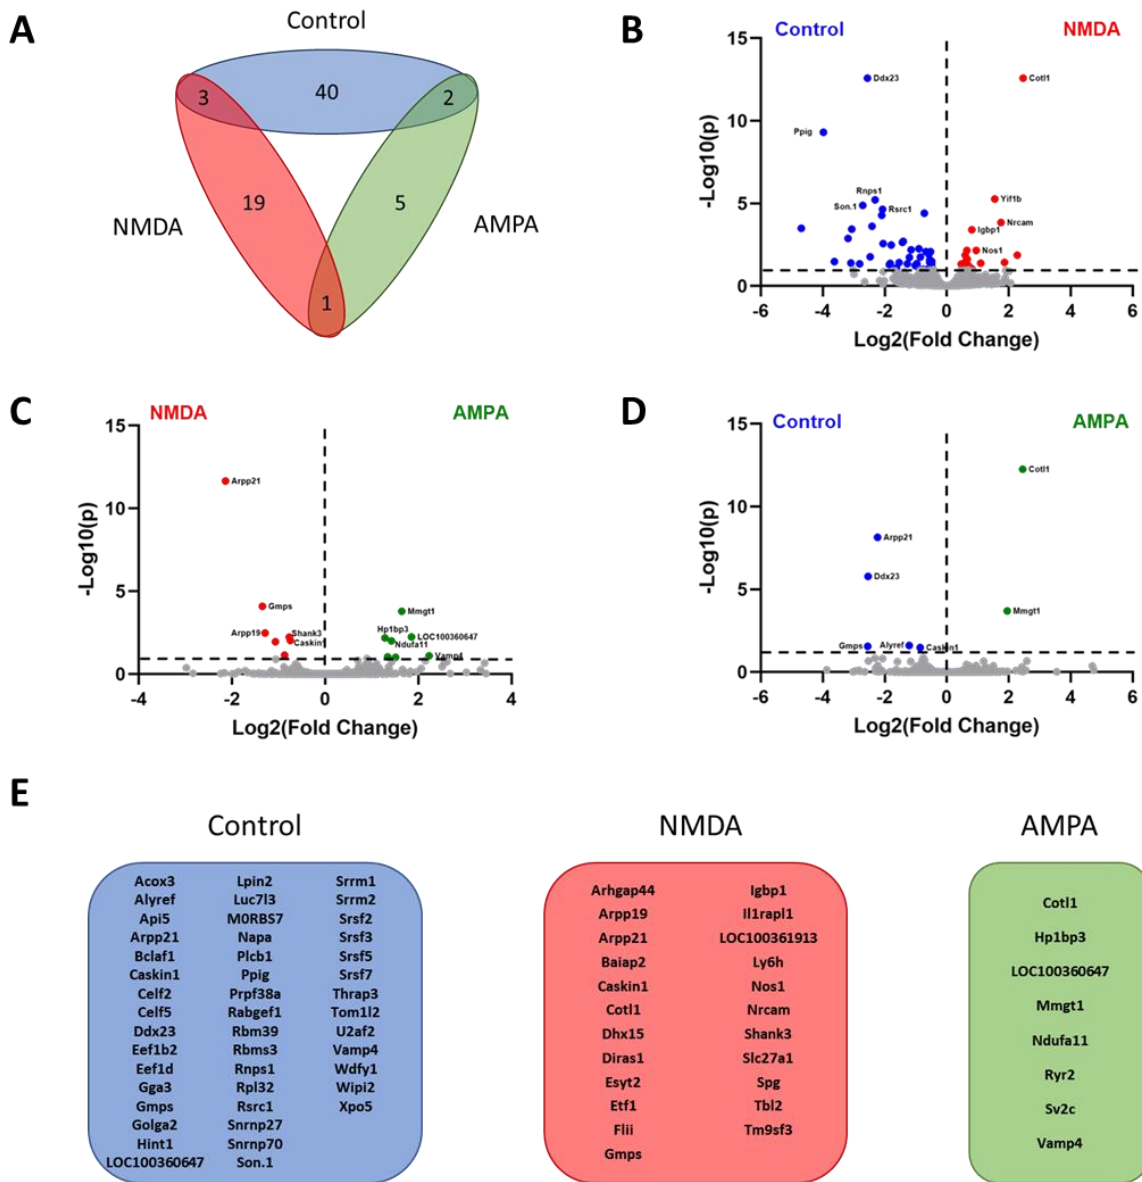 A
Control
40
3
2
NMDA
19
5
AMPA
1
B
Control
NMDA
15
10
5
0
-Log10(p)
Ddx23
Cotl1
Ppig
Rnps1
Son.1
Rsrc1
Yif1b
Nrcam
Igbp1
Nos1
-6
-4
-2
0
2
4
6
Log2(Fold Change)
C
NMDA
AMPA
15
10
5
0
-Log10(p)
Arpp21
Gmps
Arpp19
Shank3
Caskin1
Mmgt1
Hp1bp3
LOC100360647
Ndufa11
Vamp4
-4
-2
0
2
4
Log2(Fold Change)
D
Control
AMPA
15
10
5
0
-Log10(p)
Cotl1
Arpp21
Ddx23
Mmgt1
Gmps
Alyref
Caskin1
-6
-4
-2
0
2
4
6
Log2(Fold Change)
E
Control
Acox3 Lpin2 Srrm1
Alyref Luc7l3 Srrm2
Api5 M0RBS7 Srsf2
Arpp21 Napa Srsf3
Bclaf1 Plcb1 Srsf5
Caskin1 Ppig Srsf7
Celf2 Prpf38a Thrap3
Celf5 Rabgef1 Tom1l2
Ddx23 Rbm39 U2af2
Eef1b2 Rbms3 Vamp4
Eef1d Rnps1 Wdfy1
Gga3 Rpl32 Wipi2
Gmps Rsrc1 Xpo5
Golga2 Snrnp27
Hint1 Snrnp70
LOC100360647 Son.1
NMDA
Arhgap44 Igbp1
Arpp19 Il1rapl1
Arpp21 LOC100361913
Baiap2 Ly6h
Caskin1 Nos1
Cotl1 Nrcam
Dhx15 Shank3
Diras1 Slc27a1
Esyt2 Spg
Etf1 Tbl2
Flii Tm9sf3
Gmps
AMPA
Cotl1
Hp1bp3
LOC100360647
Mmgt1
Ndufa11
Ryr2
Sv2c
Vamp4